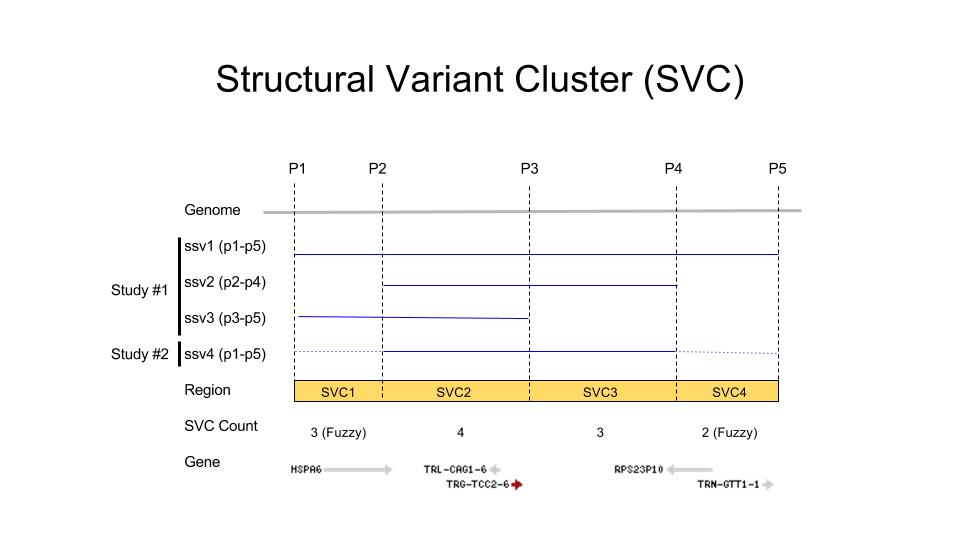 Structural Variant Cluster (SVC)
P1 P2 P3 P4 P5
Genome
ssv1 (p1-p5)
Study #1 ssv2 (p2-p4)
ssv3 (p3-p5)
Study #2 ssv4 (p1-p5)
Region SVC1 SVC2 SVC3 SVC4
SVC Count 3 (Fuzzy) 4 3 2 (Fuzzy)
Gene HSPA6 TRL-CAG1-6 RPS23P10
TRG-TCC2-6 TRN-GTT1-1